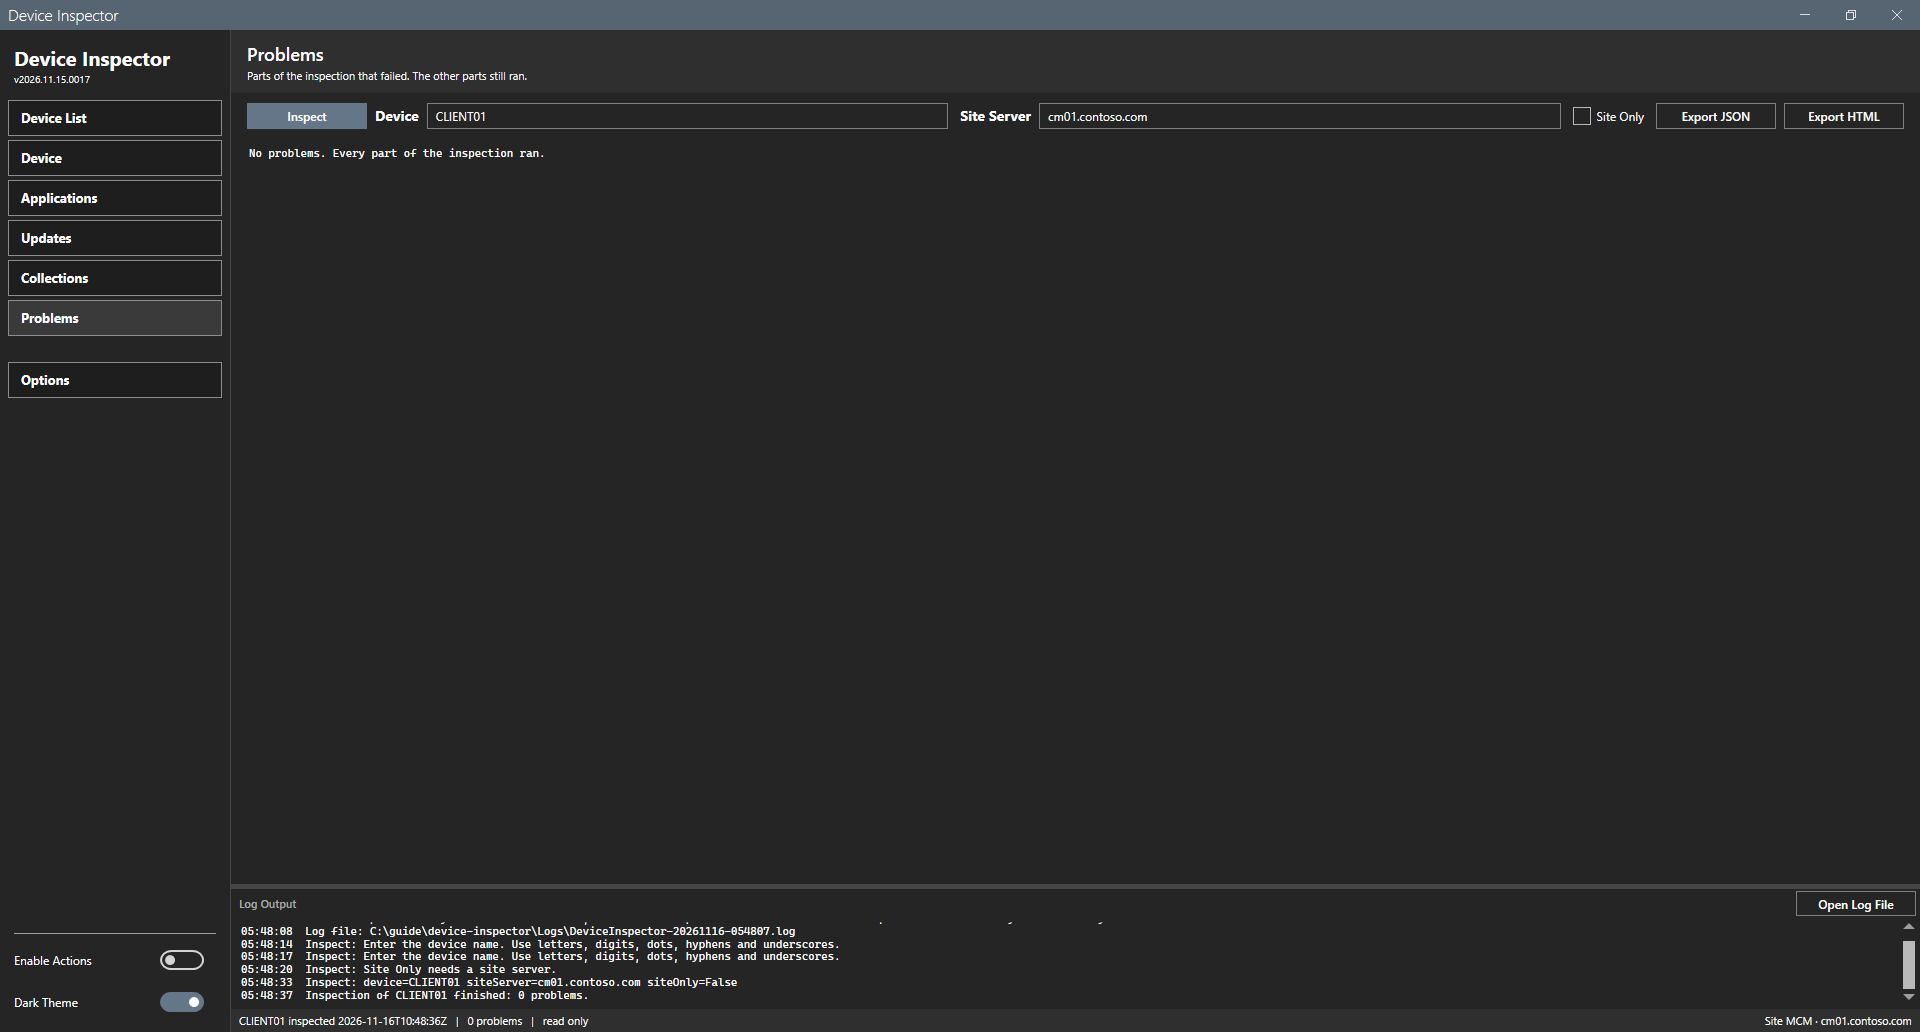 Device Inspector
Device Inspector
v2026.11.15.0017
Device List
Device
Applications
Updates
Collections
Problems
Options
Enable Actions
Dark Theme
Problems
Parts of the inspection that failed. The other parts still ran.
Inspect Device CLIENT01 Site Server cm01.contoso.com Site Only Export JSON Export HTML
No problems. Every part of the inspection ran.
Log Output Open Log File
05:48:08 Log file: C:\guide\device-inspector\Logs\DeviceInspector-20261116-054807.log
05:48:14 Inspect: Enter the device name. Use letters, digits, dots, hyphens and underscores.
05:48:17 Inspect: Enter the device name. Use letters, digits, dots, hyphens and underscores.
05:48:20 Inspect: Site Only needs a site server.
05:48:33 Inspect: device=CLIENT01 siteServer=cm01.contoso.com siteOnly=False
05:48:37 Inspection of CLIENT01 finished: 0 problems.
CLIENT01 inspected 2026-11-16T10:48:36Z | 0 problems | read only Site MCM · cm01.contoso.com